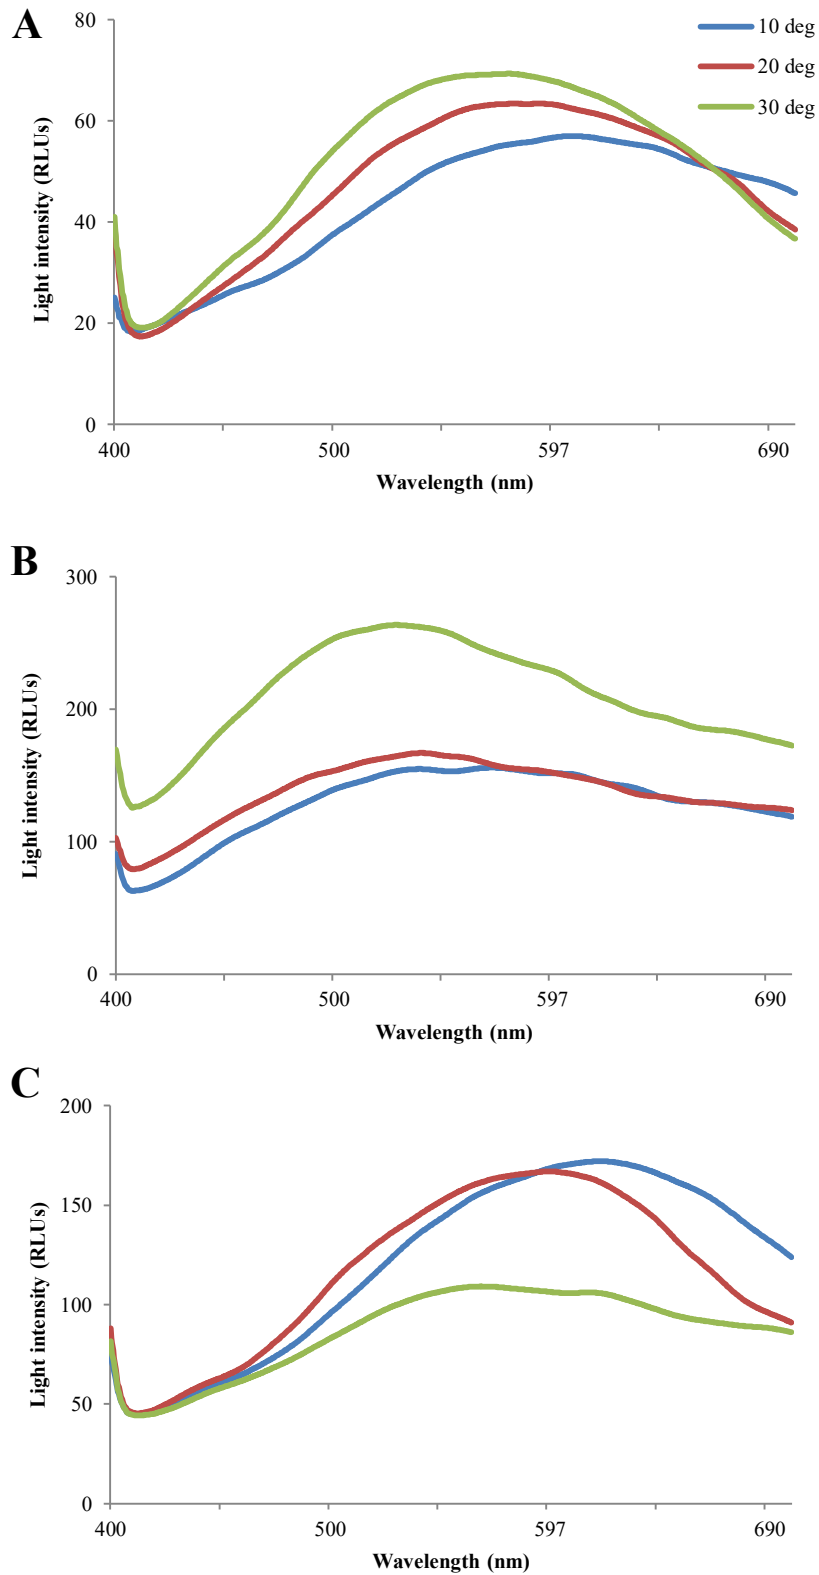 A
10 deg
20 deg
30 deg
80
60
40
20
0
Light intensity (RLUs)
400 500 597 690
Wavelength (nm)
B
300
200
100
0
Light intensity (RLUs)
400 500 597 690
Wavelength (nm)
C
200
150
100
50
0
Light intensity (RLUs)
400 500 597 690
Wavelength (nm)